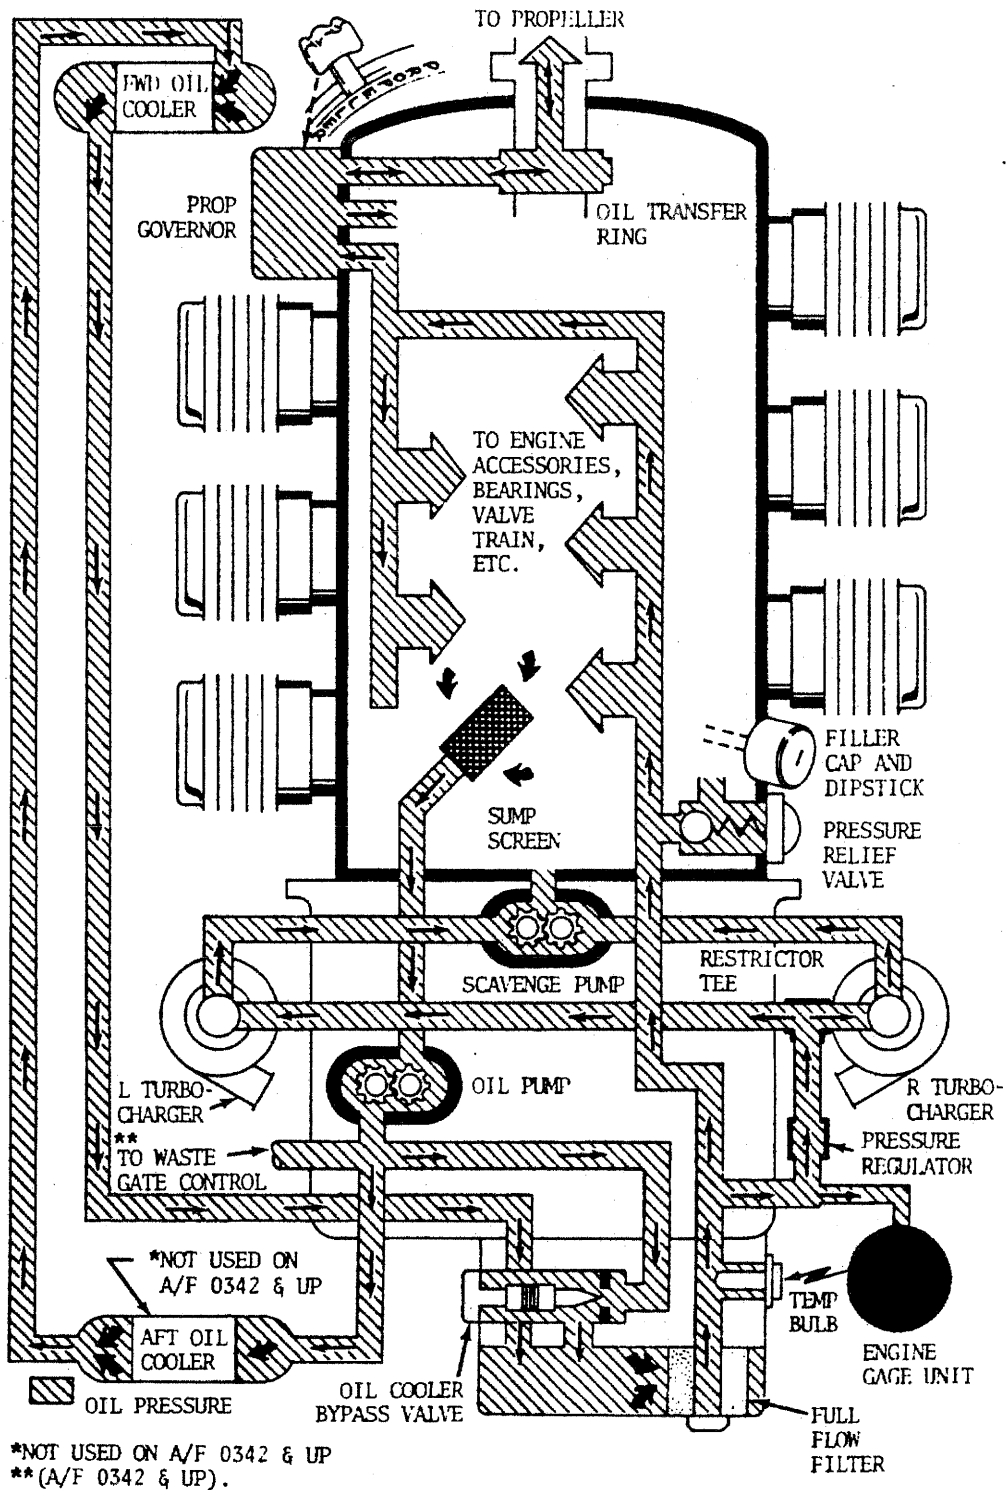 TO PROPELLER
PROPELLER
FWD OIL
COOLER
PROP
GOVERNOR
OIL TRANSFER
RING
TO ENGINE
ACCESSORIES,
BEARINGS,
VALVE
TRAIN,
ETC.
FILLER
CAP AND
DIPSTICK
SUMP
SCREEN
PRESSURE
RELIEF
VALVE
RESTRICTOR
TEE
SCAVENGE PUMP
L TURBO-
CHARGER
OIL PUMP
R TURBO-
CHARGER
**
TO WASTE
GATE CONTROL
PRESSURE
REGULATOR
*NOT USED ON
A/F 0342 & UP
TEMP
BULB
AFT OIL
COOLER
ENGINE
GAGE UNIT
OIL COOLER
BYPASS VALVE
OIL PRESSURE
FULL
FLOW
FILTER
*NOT USED ON A/F 0342 & UP
**(A/F 0342 & UP).